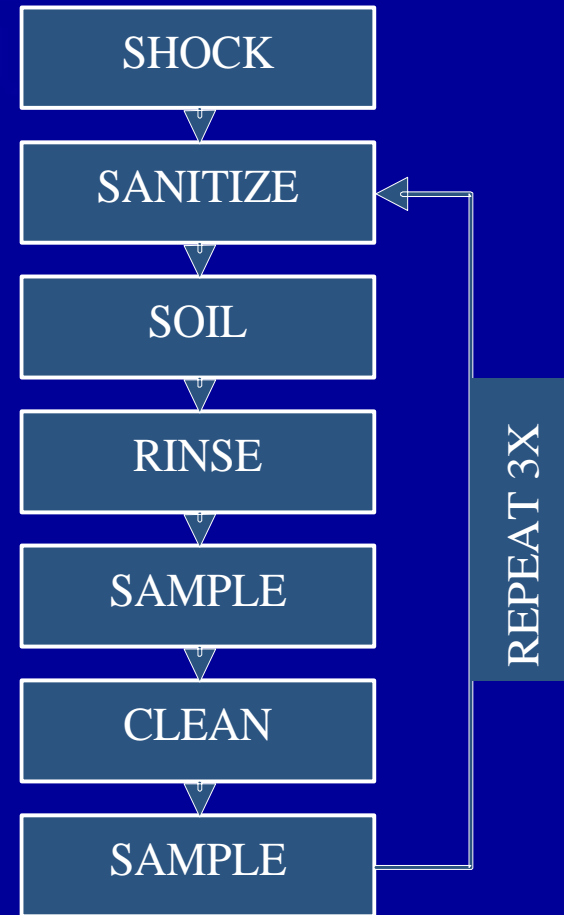 SHOCK
SANITIZE
SOIL
RINSE
SAMPLE
CLEAN
SAMPLE
REPEAT 3X